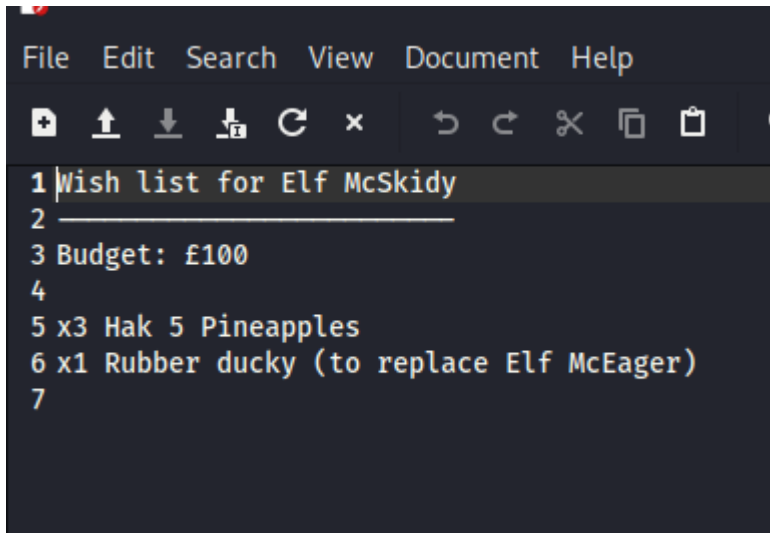 File Edit Search View Document Help
1 Wish list for Elf McSkidy
2 -------------------------
3 Budget: £100
4
5 x3 Hak 5 Pineapples
6 x1 Rubber ducky (to replace Elf McEager)
7